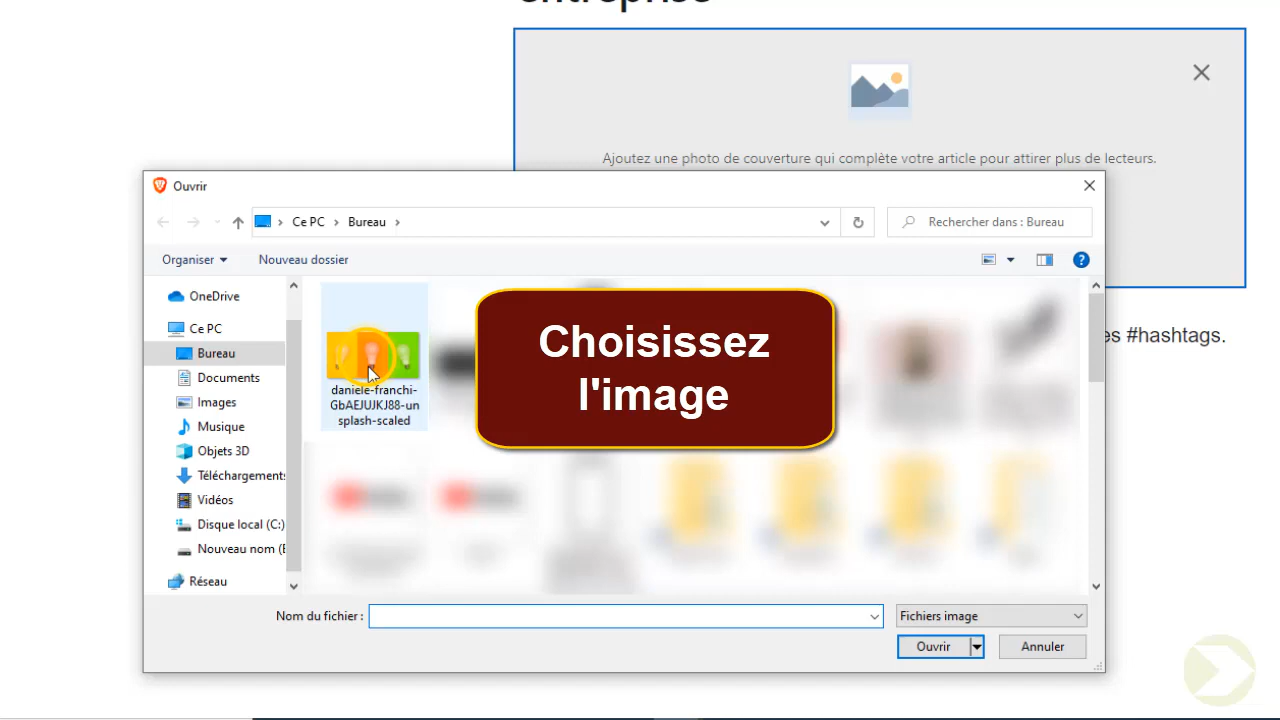 entreprise
Ajoutez une photo de couverture qui complète votre article pour attirer plus de lecteurs.
Ouvrir
Ce PC
Bureau
Rechercher dans : Bureau
Organiser
Nouveau dossier
OneDrive
Ce PC
Bureau
Documents
Images
Musique
Objets 3D
Téléchargements
Vidéos
Disque local (C:)
Nouveau nom (E
Réseau
daniele-franchi-
GbAEJUJKJ88-un
splash-scaled
Choisissez
l'image
es #hashtags.
Nom du fichier :
Fichiers image
Ouvrir
Annuler